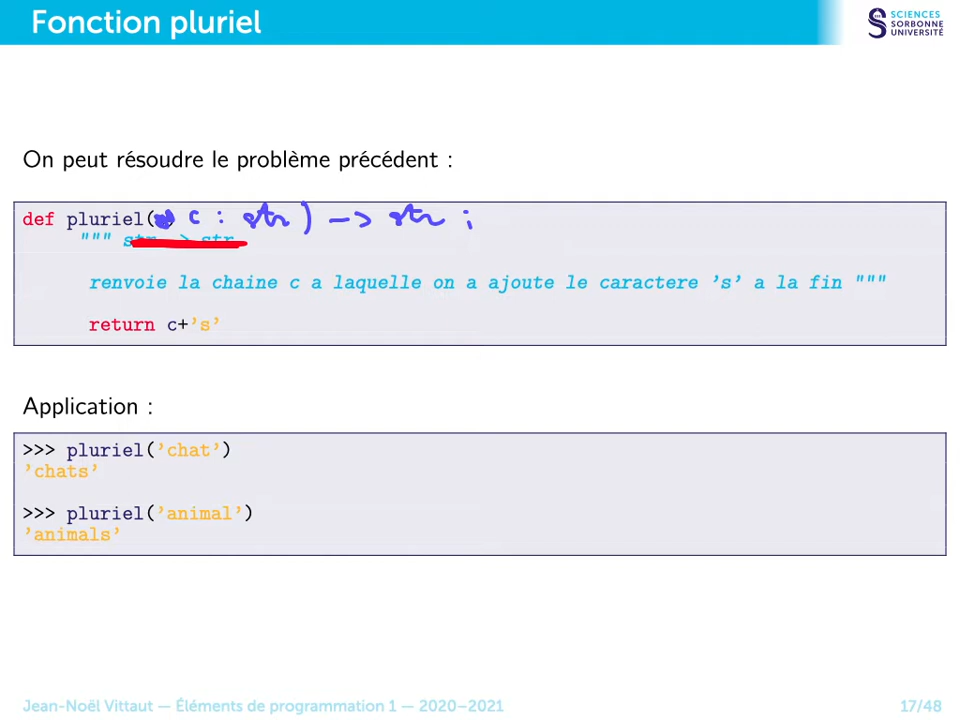 Fonction pluriel
SCIENCES
SORBONNE
UNIVERSITÉ
On peut résoudre le problème précédent :
def pluriel( c : str ) -> str ;
""" str -> str
renvoie la chaine c a laquelle on a ajoute le caractere 's' a la fin """
return c+'s'
Application :
>>> pluriel('chat')
'chats'
>>> pluriel('animal')
'animals'
Jean-Noël Vittaut — Éléments de programmation 1 — 2020–2021
17/48